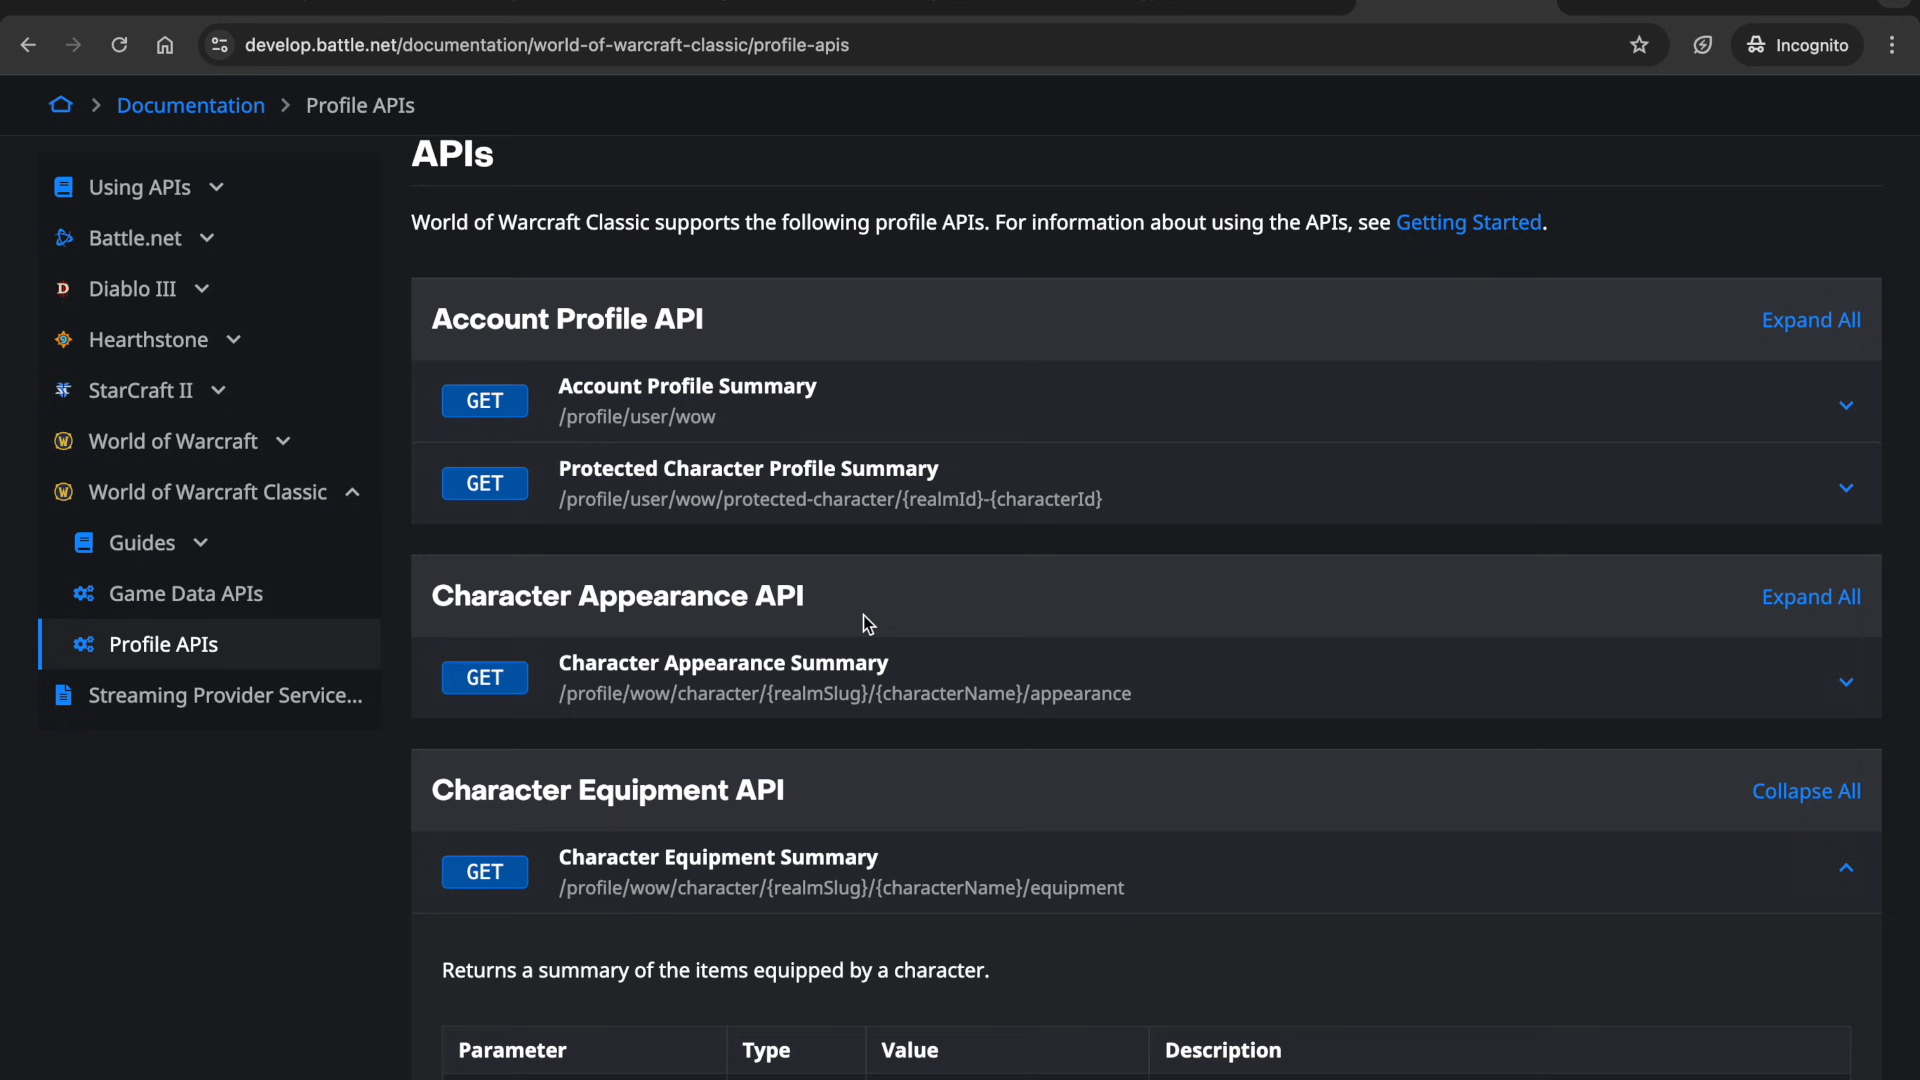 develop.battle.net/documentation/world-of-warcraft-classic/profile-apis
Incognito
Documentation
Profile APIs
Using APIs
Battle.net
Diablo III
Hearthstone
StarCraft II
World of Warcraft
World of Warcraft Classic
Guides
Game Data APIs
Profile APIs
Streaming Provider Service...
APIs
World of Warcraft Classic supports the following profile APIs. For information about using the APIs, see Getting Started.
Account Profile API
Expand All
GET
Account Profile Summary
/profile/user/wow
GET
Protected Character Profile Summary
/profile/user/wow/protected-character/{realmId}-{characterId}
Character Appearance API
Expand All
GET
Character Appearance Summary
/profile/wow/character/{realmSlug}/{characterName}/appearance
Character Equipment API
Collapse All
GET
Character Equipment Summary
/profile/wow/character/{realmSlug}/{characterName}/equipment
Returns a summary of the items equipped by a character.
Parameter Type Value Description